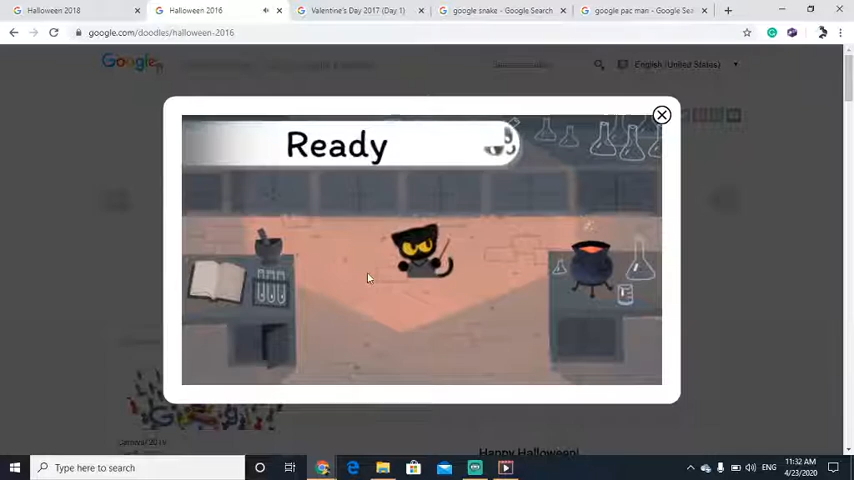 Halloween 2018
Halloween 2016
Valentine's Day 2017 (Day 1)
google snake - Google Search
google pac man - Google Sea
google.com/doodles/halloween-2016
Google
English (United States)
Ready
Happy Halloween!
Type here to search
ENG
11:32 AM
4/23/2020